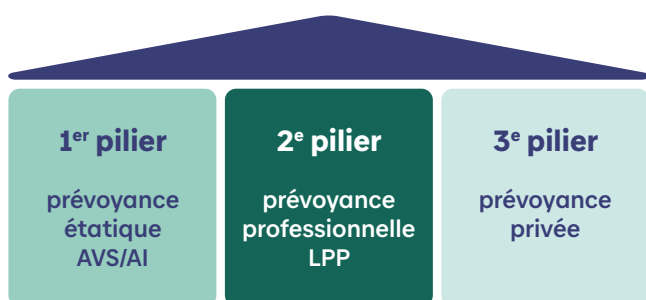 1er pilier
prévoyance
étatique
AVS/AI
2e pilier
prévoyance
professionnelle
LPP
3e pilier
prévoyance
privée